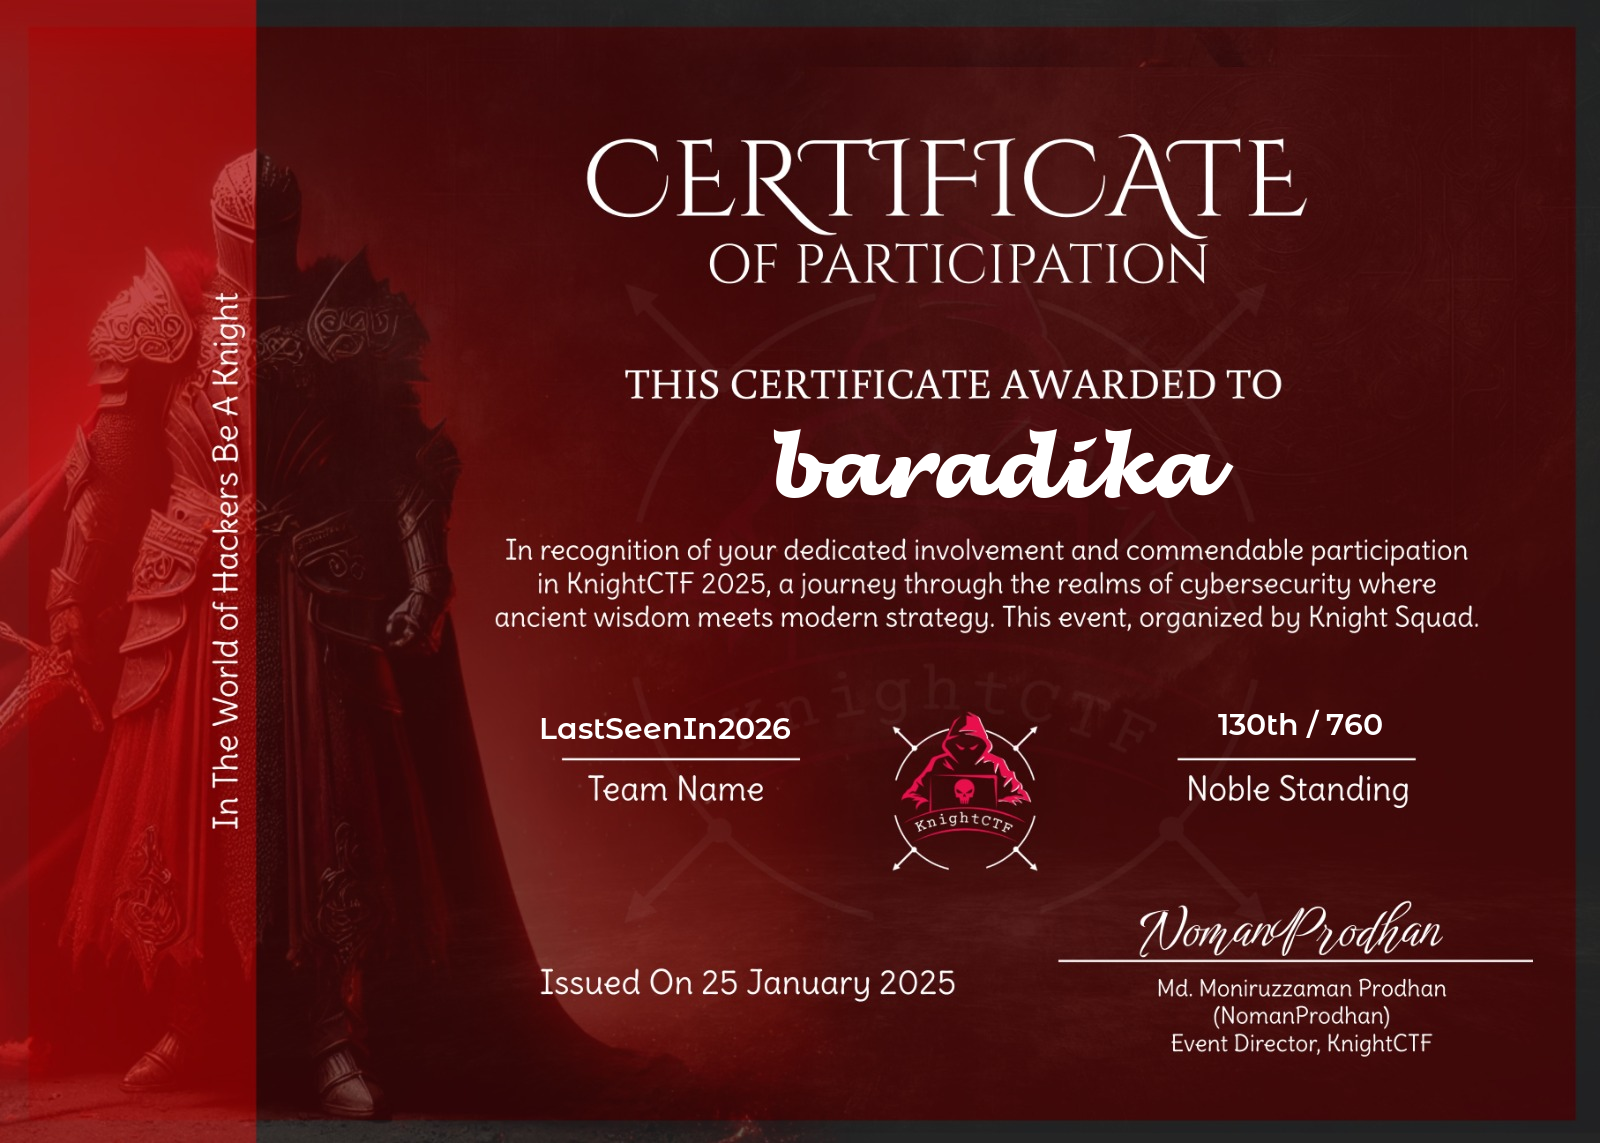 CERTIFICATE
OF PARTICIPATION
THIS CERTIFICATE AWARDED TO
baradika
In recognition of your dedicated involvement and commendable participation
in KnightCTF 2025, a journey through the realms of cybersecurity where
ancient wisdom meets modern strategy. This event, organized by Knight Squad.
In The World of Hackers Be A Knight
KnightCTF
LastSeenIn2026
Team Name
KnightCTF
130th / 760
Noble Standing
NomanProdhan
Issued On 25 January 2025
Md. Moniruzzaman Prodhan
(NomanProdhan)
Event Director, KnightCTF